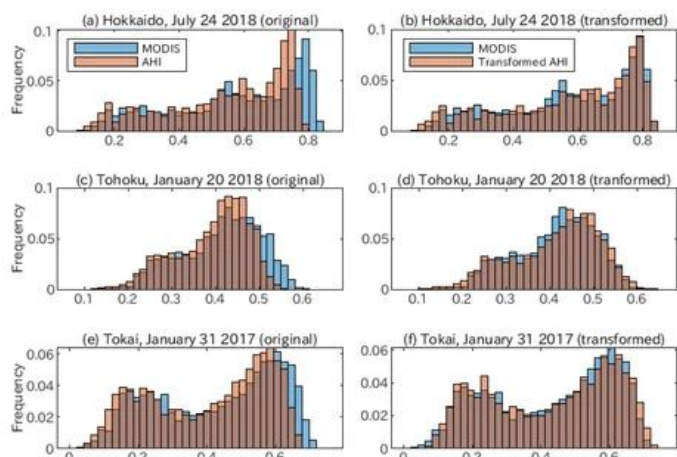 (a) Hokkaido, July 24 2018 (original)
(b) Hokkaido, July 24 2018 (transformed)
0.1
MODIS
AHI
0.05
Frequency
0
0.2 0.4 0.6 0.8
0.1
MODIS
Transformed AHI
0.05
0
0.2 0.4 0.6 0.8
(c) Tohoku, January 20 2018 (original)
(d) Tohoku, January 20 2018 (tranformed)
0.1
0.05
Frequency
0
0.1 0.2 0.3 0.4 0.5 0.6
0.1
0.05
0
0.1 0.2 0.3 0.4 0.5 0.6
(e) Tokai, January 31 2017 (original)
(f) Tokai, January 31 2017 (transformed)
0.06
0.04
0.02
Frequency
0
0.06
0.04
0.02
0